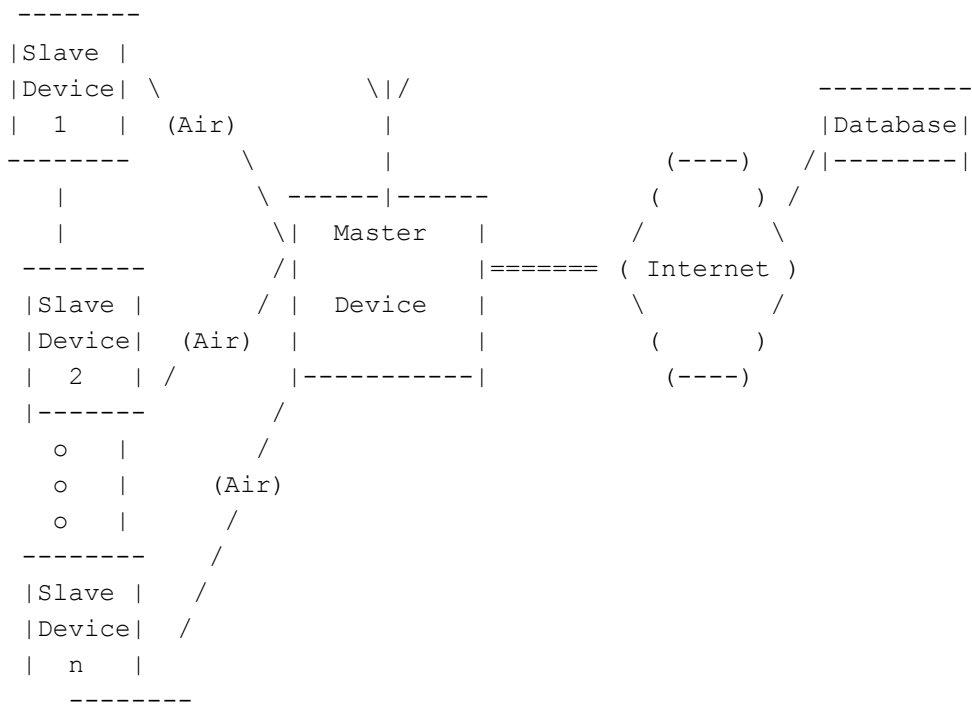 --------
|Slave |
|Device| \             \|/                       ----------
|  1   |  (Air)         |                        |Database|
--------       \        |                (----)  /|--------|
   |            \ ------|------         (      ) /
   |             \|  Master   |        /        \
 --------        /|           |======= ( Internet )
 |Slave |       / |  Device   |        \        /
 |Device|  (Air)  |           |         (      )
 |  2   | /       |-----------|          (----)
 |-------        /
   o   |        /
   o   |     (Air)
   o   |      /
 --------    /
 |Slave |   /
 |Device|  /
 |  n   |
    --------